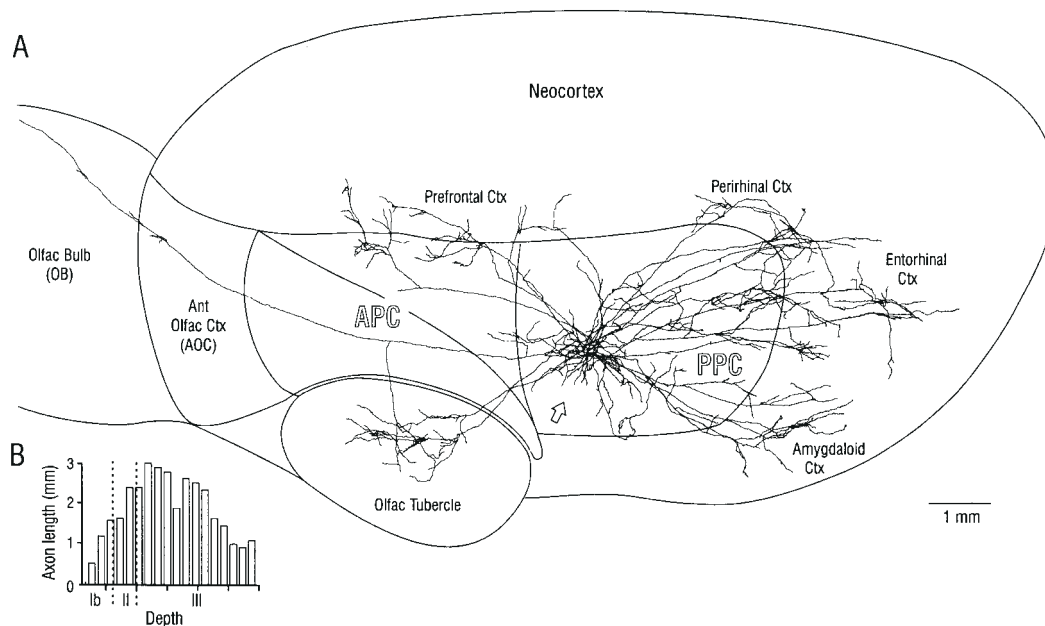 A
Neocortex
Prefrontal Ctx
Perirhinal Ctx
Olfac Bulb
(OB)
Ant
Olfac Ctx
(AOC)
APC
Entorhinal
Ctx
PPC
Amygdaloid
Ctx
Olfac Tubercle
1 mm
B
Axon length (mm)
3
2
1
0
Ib II III
Depth